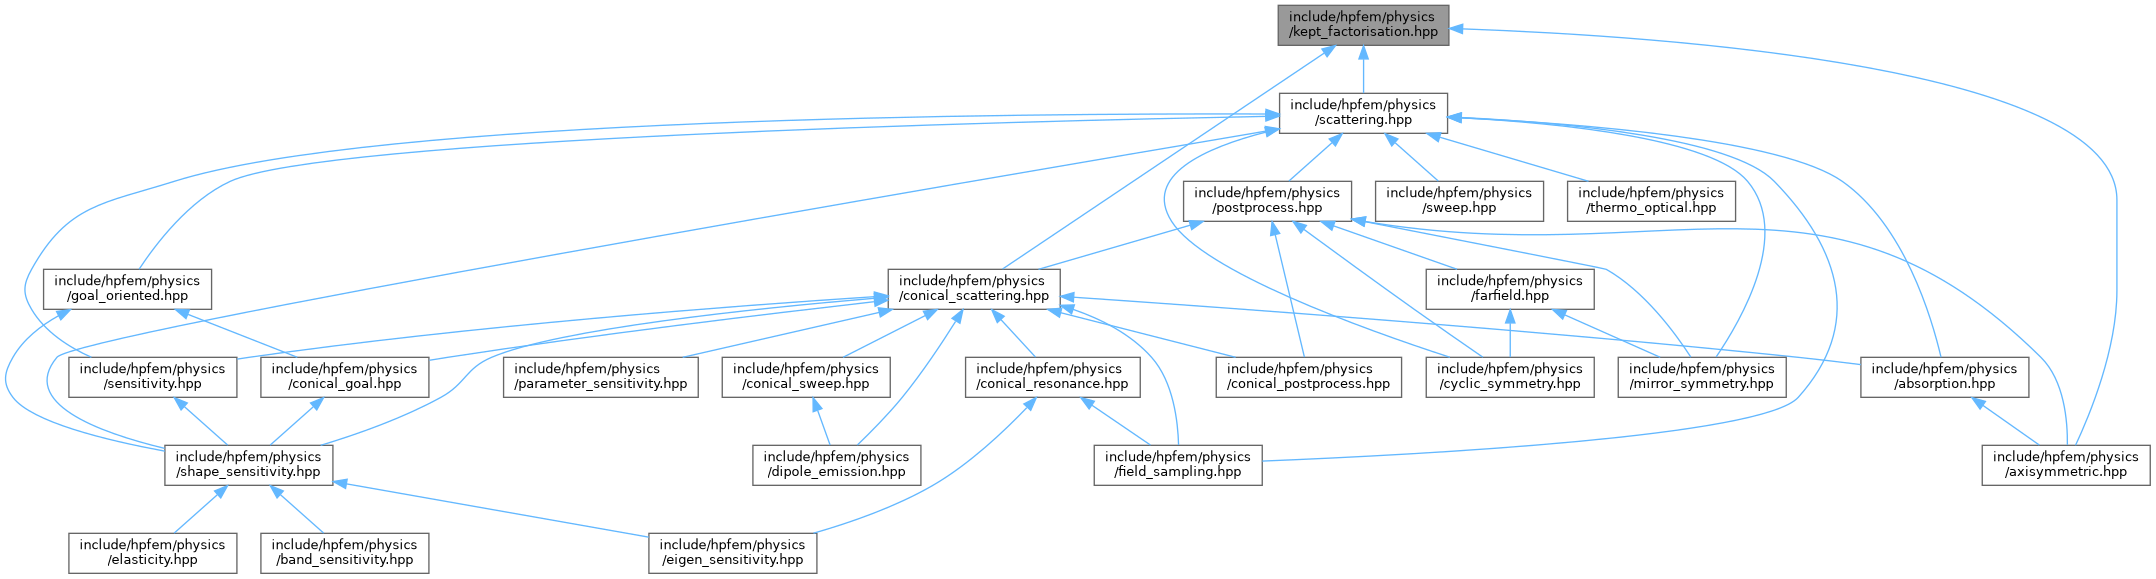 include/hpfem/physics
/kept_factorisation.hpp
include/hpfem/physics
/scattering.hpp
include/hpfem/physics
/postprocess.hpp
include/hpfem/physics
/sweep.hpp
include/hpfem/physics
/thermo_optical.hpp
include/hpfem/physics
/goal_oriented.hpp
include/hpfem/physics
/conical_scattering.hpp
include/hpfem/physics
/farfield.hpp
include/hpfem/physics
/sensitivity.hpp
include/hpfem/physics
/conical_goal.hpp
include/hpfem/physics
/parameter_sensitivity.hpp
include/hpfem/physics
/conical_sweep.hpp
include/hpfem/physics
/conical_resonance.hpp
include/hpfem/physics
/conical_postprocess.hpp
include/hpfem/physics
/cyclic_symmetry.hpp
include/hpfem/physics
/mirror_symmetry.hpp
include/hpfem/physics
/absorption.hpp
include/hpfem/physics
/shape_sensitivity.hpp
include/hpfem/physics
/dipole_emission.hpp
include/hpfem/physics
/field_sampling.hpp
include/hpfem/physics
/axisymmetric.hpp
include/hpfem/physics
/elasticity.hpp
include/hpfem/physics
/band_sensitivity.hpp
include/hpfem/physics
/eigen_sensitivity.hpp